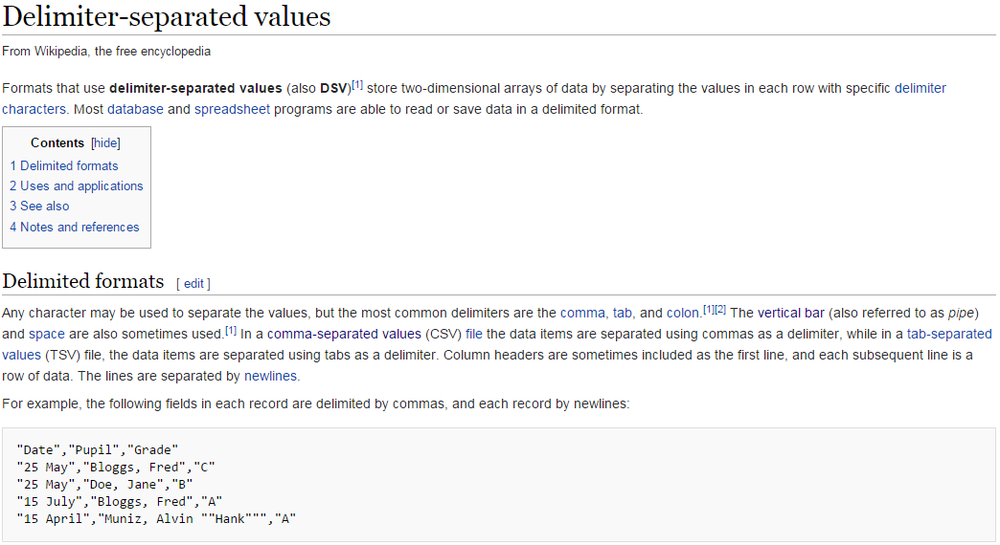 Delimiter-separated values
From Wikipedia, the free encyclopedia
Formats that use delimiter-separated values (also DSV)[1] store two-dimensional arrays of data by separating the values in each row with specific delimiter
characters. Most database and spreadsheet programs are able to read or save data in a delimited format.
Contents [hide]
1 Delimited formats
2 Uses and applications
3 See also
4 Notes and references
Delimited formats [ edit ]
Any character may be used to separate the values, but the most common delimiters are the comma, tab, and colon.[1][2] The vertical bar (also referred to as pipe)
and space are also sometimes used.[1] In a comma-separated values (CSV) file the data items are separated using commas as a delimiter, while in a tab-separated
values (TSV) file, the data items are separated using tabs as a delimiter. Column headers are sometimes included as the first line, and each subsequent line is a
row of data. The lines are separated by newlines.
For example, the following fields in each record are delimited by commas, and each record by newlines:
"Date","Pupil","Grade"
"25 May","Bloggs, Fred","C"
"25 May","Doe, Jane","B"
"15 July","Bloggs, Fred","A"
"15 April","Muniz, Alvin ""Hank""","A"